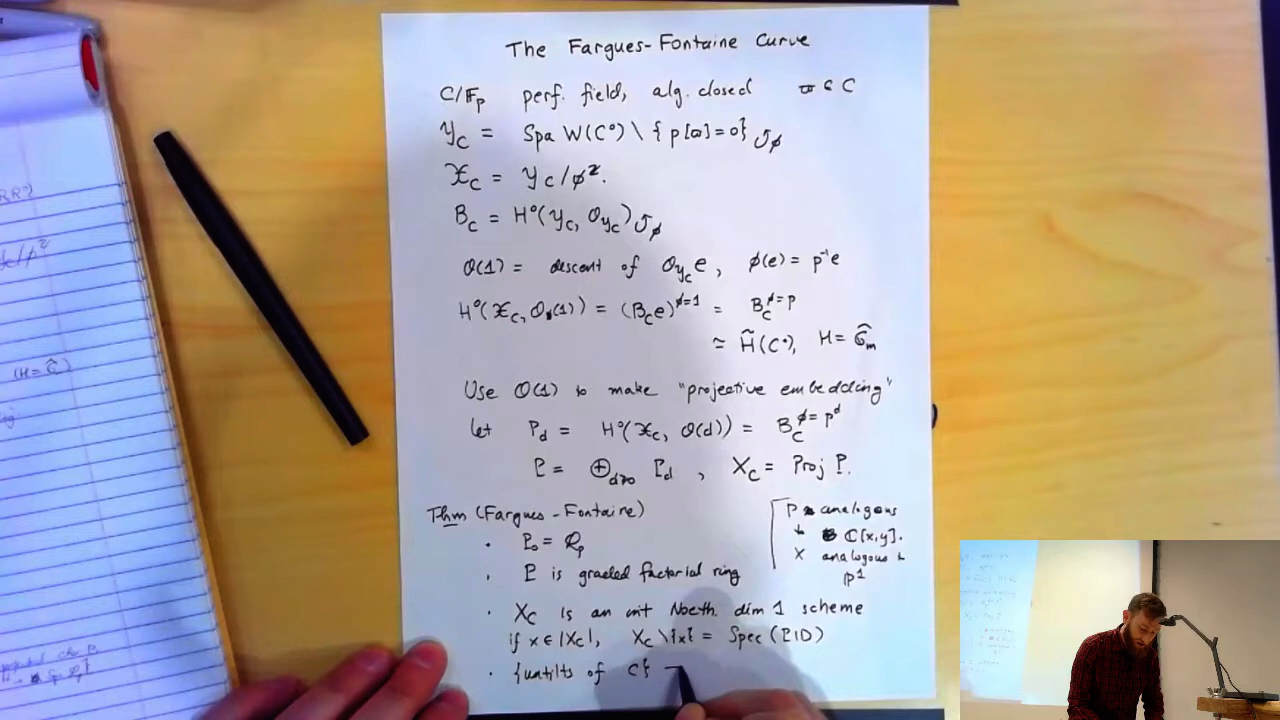 The Fargues-Fontaine Curve
C/𝔽_p perf. field, alg. closed ϖ ∈ C
𝒴_C = Spa W(C°) \ {p[ϖ]=0} ↺φ
𝒳_C = 𝒴_C/φ^ℤ.
B_C = H°(𝒴_C, 𝒪_{𝒴_C}) ↺φ
𝒪(1) = descent of 𝒪_{𝒴_C}e, φ(e) = p⁻¹e
H°(𝒳_C, 𝒪(1)) = (B_C e)^{φ=1} = B_C^{φ=p}
≃ H̃(C°), H = Ĝ_m
Use 𝒪(1) to make "projective embedding"
Let P_d = H°(𝒳_C, 𝒪(d)) = B_C^{φ=p^d}
P = ⊕_{d≥0} P_d, X_C = Proj P.
Thm (Fargues-Fontaine)
· P_0 = ℚ_p
· P is graded factorial ring
P analogous
to ℂ[x,y].
X analogous to
ℙ¹
· X_C is an int Noeth. dim 1 scheme
if x ∈ |X_C|, X_C \ {x} = Spec (PID)
· {untilts of C}
(H = Ĝ)